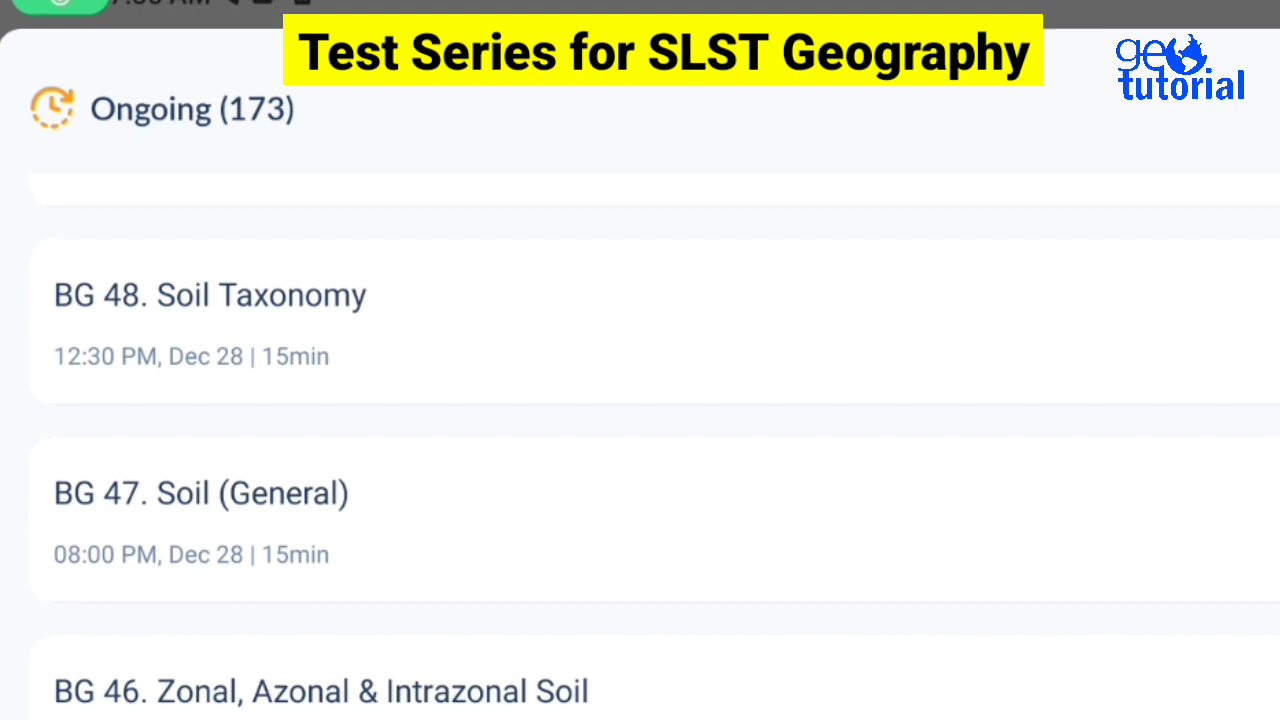 Test Series for SLST Geography
geo
tutorial
Ongoing (173)
BG 48. Soil Taxonomy
12:30 PM, Dec 28 | 15min
BG 47. Soil (General)
08:00 PM, Dec 28 | 15min
BG 46. Zonal, Azonal & Intrazonal Soil